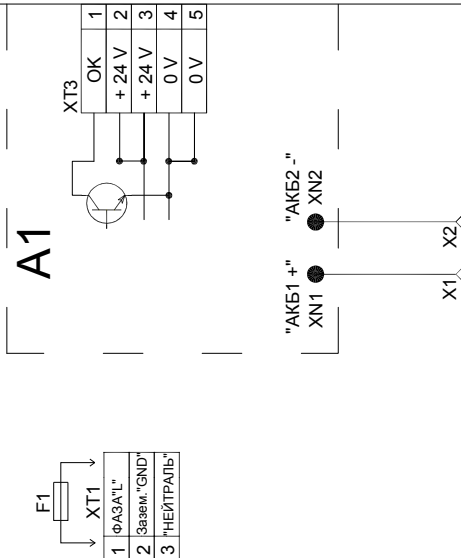 XT3
1 OK
2 + 24 V
3 + 24 V
4 0 V
5 0 V
A1
"АКБ2 -"
XN2
"АКБ1 +"
XN1
X2
X1
F1
XT1
1 ФАЗА"L"
2 Зазем."GND"
3 "НЕЙТРАЛЬ"